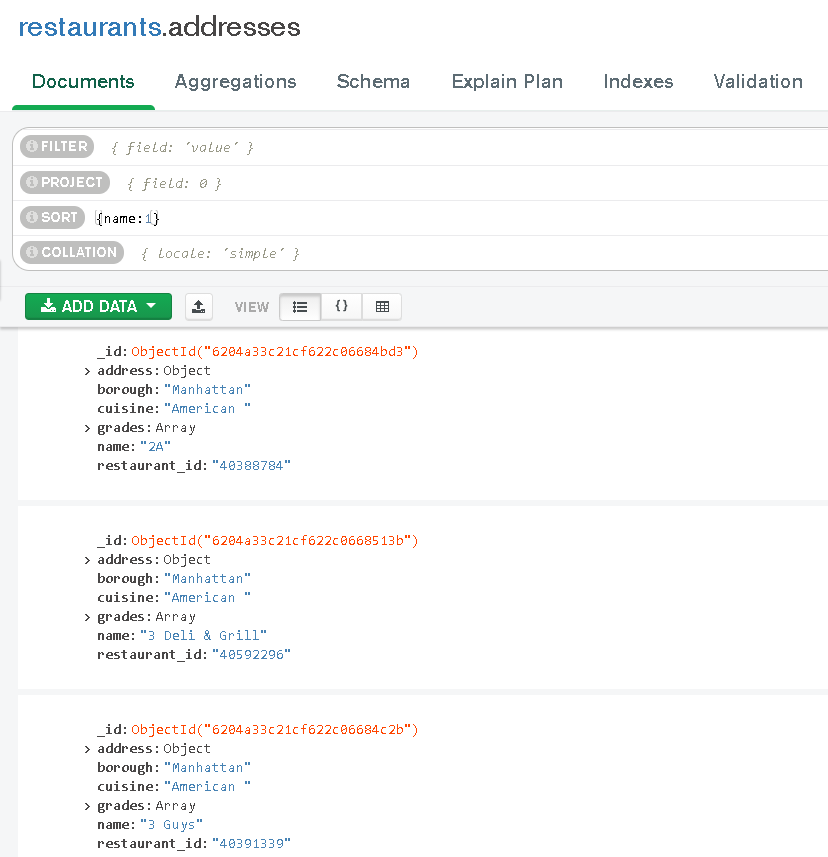 restaurants.addresses
Documents Aggregations Schema Explain Plan Indexes Validation
FILTER { field: 'value' }
PROJECT { field: 0 }
SORT {name:1}
COLLATION { locale: 'simple' }
ADD DATA VIEW {}
_id:ObjectId("6204a33c21cf622c06684bd3")
address:Object
borough:"Manhattan"
cuisine:"American "
grades:Array
name:"2A"
restaurant_id:"40388784"
_id:ObjectId("6204a33c21cf622c0668513b")
address:Object
borough:"Manhattan"
cuisine:"American "
grades:Array
name:"3 Deli & Grill"
restaurant_id:"40592296"
_id:ObjectId("6204a33c21cf622c06684c2b")
address:Object
borough:"Manhattan"
cuisine:"American "
grades:Array
name:"3 Guys"
restaurant_id:"40391339"